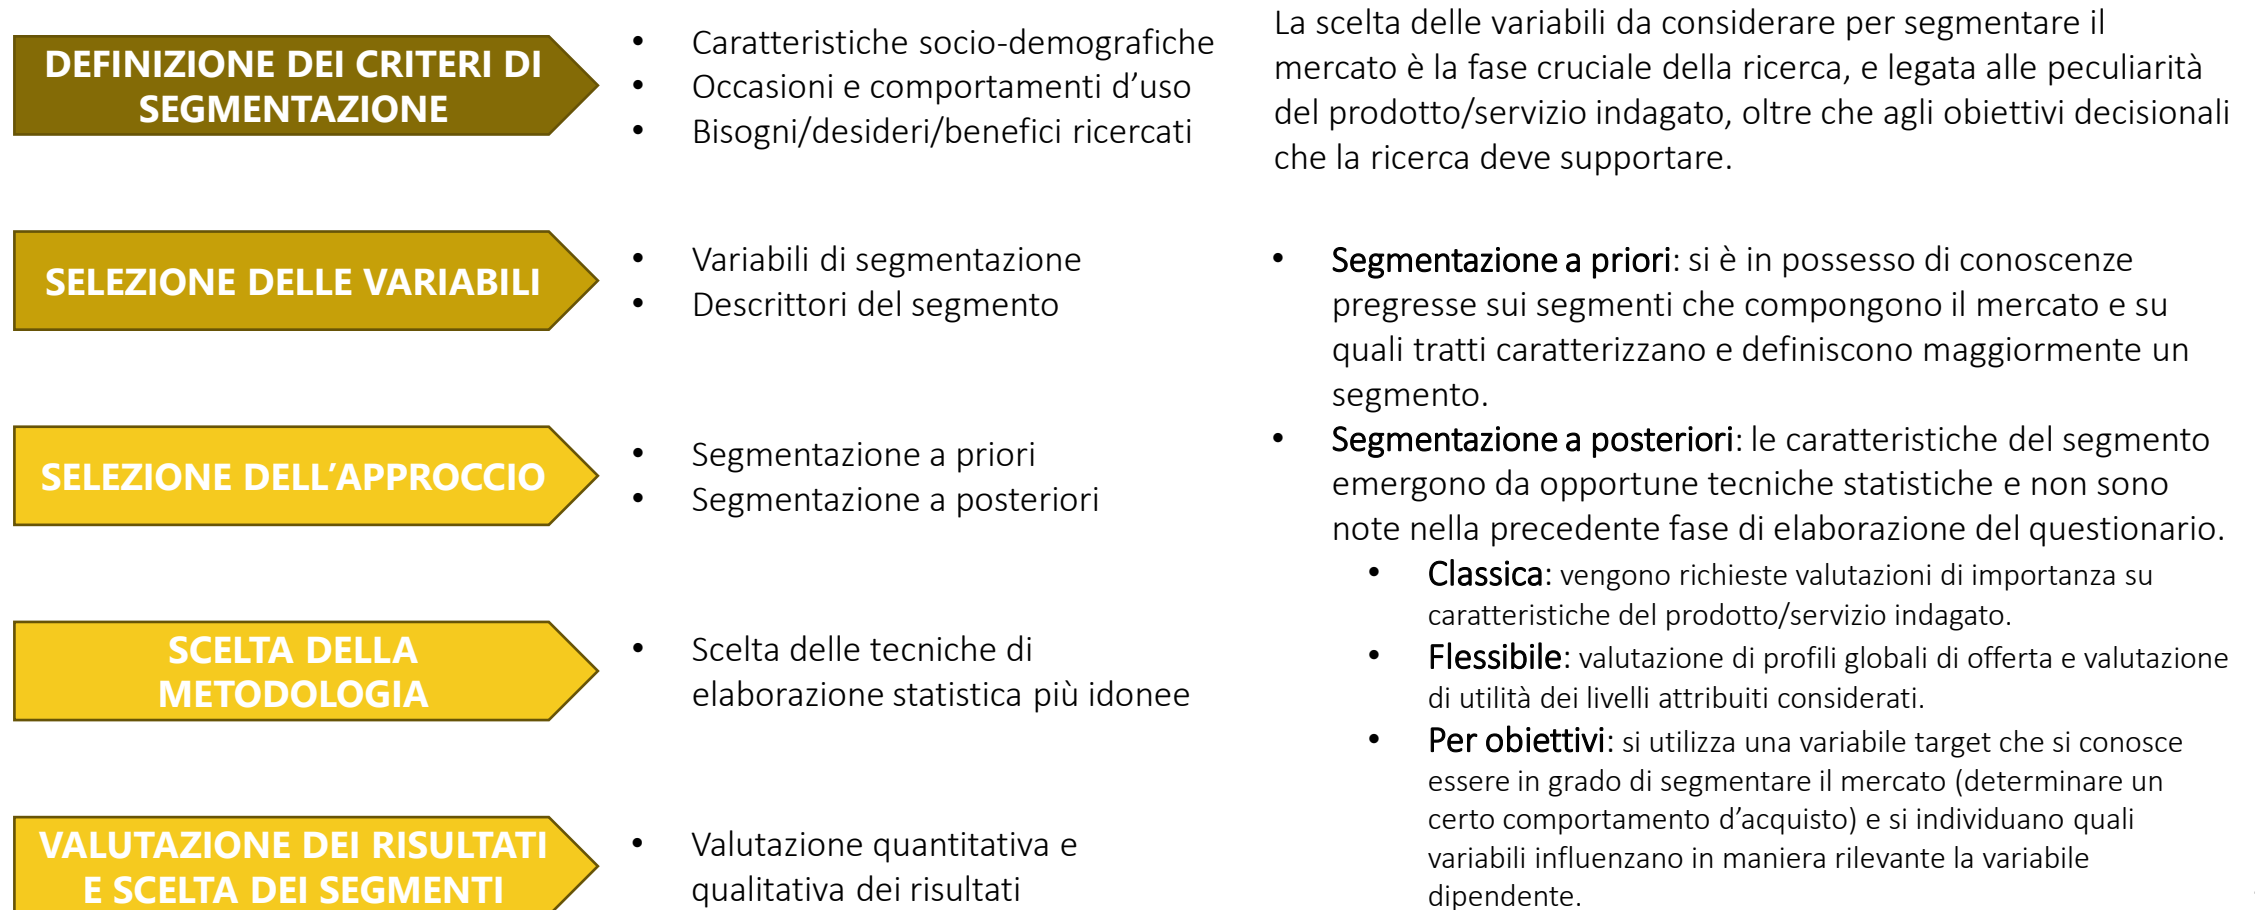 DEFINIZIONE DEI CRITERI DI
SEGMENTAZIONE
• Caratteristiche socio-demografiche
• Occasioni e comportamenti d’uso
• Bisogni/desideri/benefici ricercati
La scelta delle variabili da considerare per segmentare il
mercato è la fase cruciale della ricerca, e legata alle peculiarità
del prodotto/servizio indagato, oltre che agli obiettivi decisionali
che la ricerca deve supportare.
SELEZIONE DELLE VARIABILI
• Variabili di segmentazione
• Descrittori del segmento
SELEZIONE DELL’APPROCCIO
• Segmentazione a priori
• Segmentazione a posteriori
SCELTA DELLA
METODOLOGIA
• Scelta delle tecniche di
elaborazione statistica più idonee
VALUTAZIONE DEI RISULTATI
E SCELTA DEI SEGMENTI
• Valutazione quantitativa e
qualitativa dei risultati
• Segmentazione a priori: si è in possesso di conoscenze
pregresse sui segmenti che compongono il mercato e su
quali tratti caratterizzano e definiscono maggiormente un
segmento.
• Segmentazione a posteriori: le caratteristiche del segmento
emergono da opportune tecniche statistiche e non sono
note nella precedente fase di elaborazione del questionario.
• Classica: vengono richieste valutazioni di importanza su
caratteristiche del prodotto/servizio indagato.
• Flessibile: valutazione di profili globali di offerta e valutazione
di utilità dei livelli attribuiti considerati.
• Per obiettivi: si utilizza una variabile target che si conosce
essere in grado di segmentare il mercato (determinare un
certo comportamento d’acquisto) e si individuano quali
variabili influenzano in maniera rilevante la variabile
dipendente.